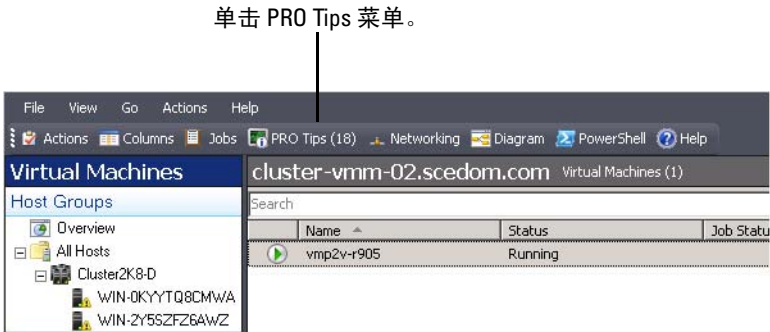 单击 PRO Tips 菜单。
File View Go Actions Help
Actions Columns Jobs PRO Tips (18) Networking Diagram PowerShell Help
Virtual Machines
cluster-vmm-02.scedom.com Virtual Machines (1)
Host Groups
Search
Overview
Name Status Job Statu
All Hosts
vmp2v-r905 Running
Cluster2K8-D
WIN-0KYYTQ8CMWA
WIN-2Y5SZFZ6AWZ